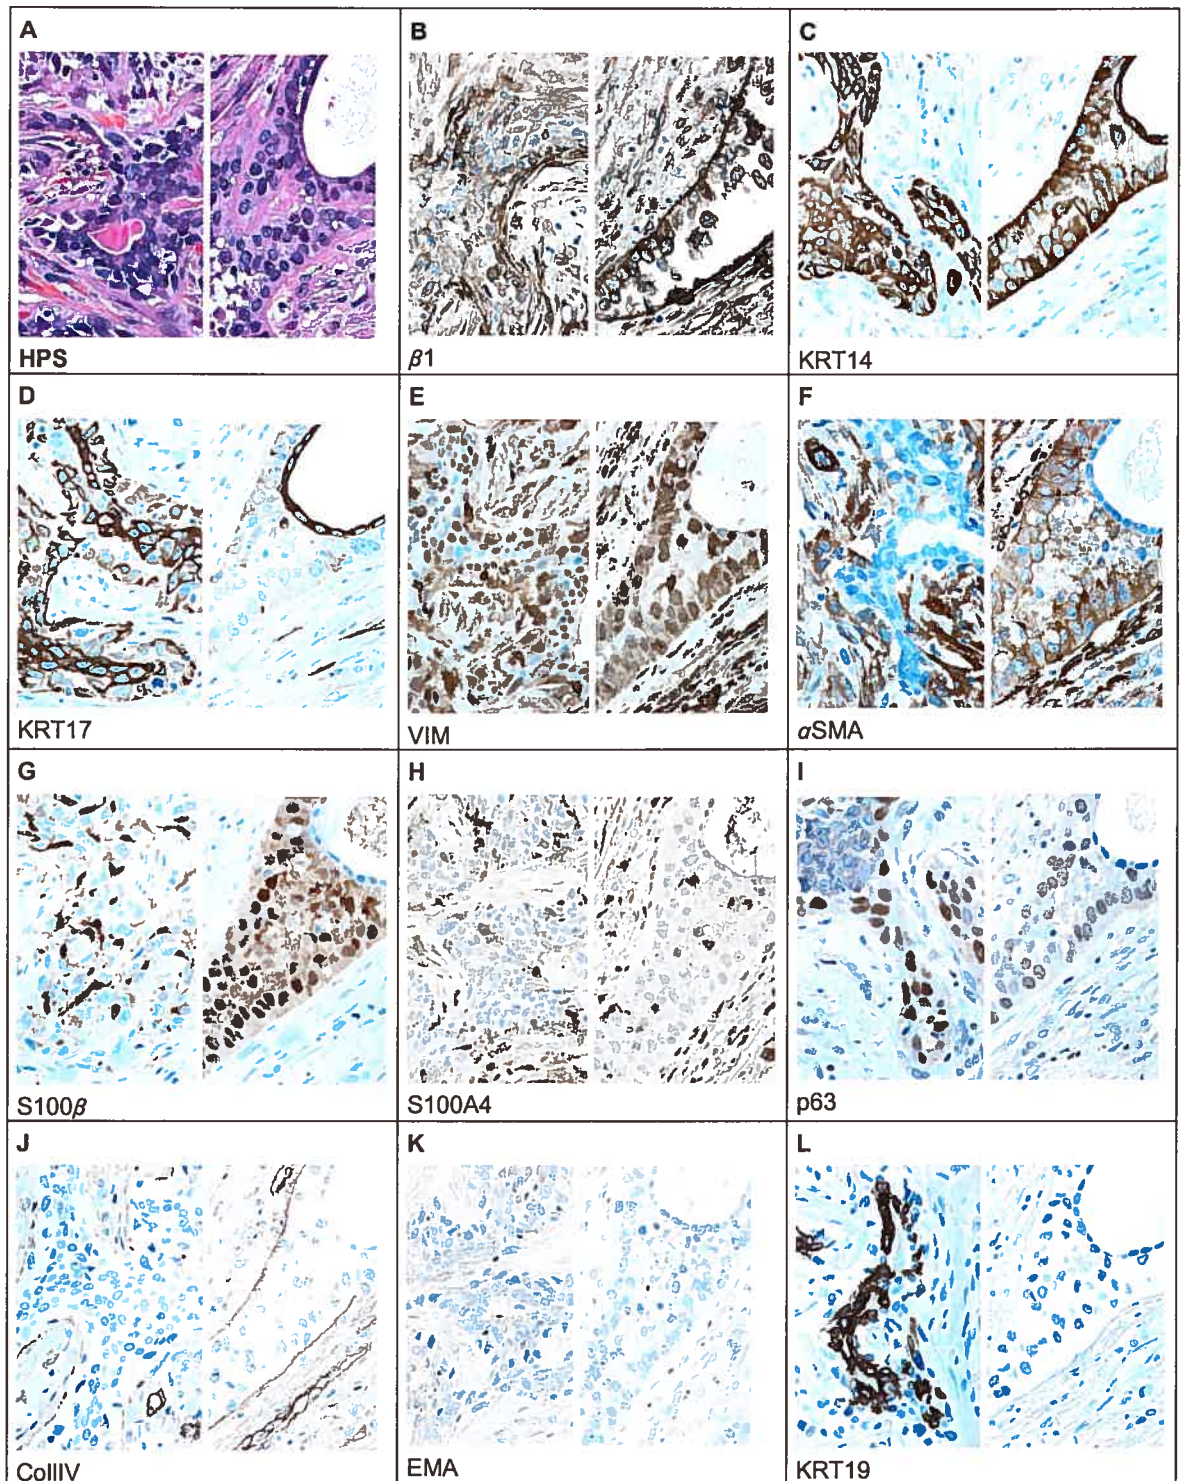 A
B
C
HPS
β1
KRT14
D
E
F
KRT17
VIM
αSMA
G
H
I
S100β
S100A4
p63
J
K
L
CollIV
EMA
KRT19